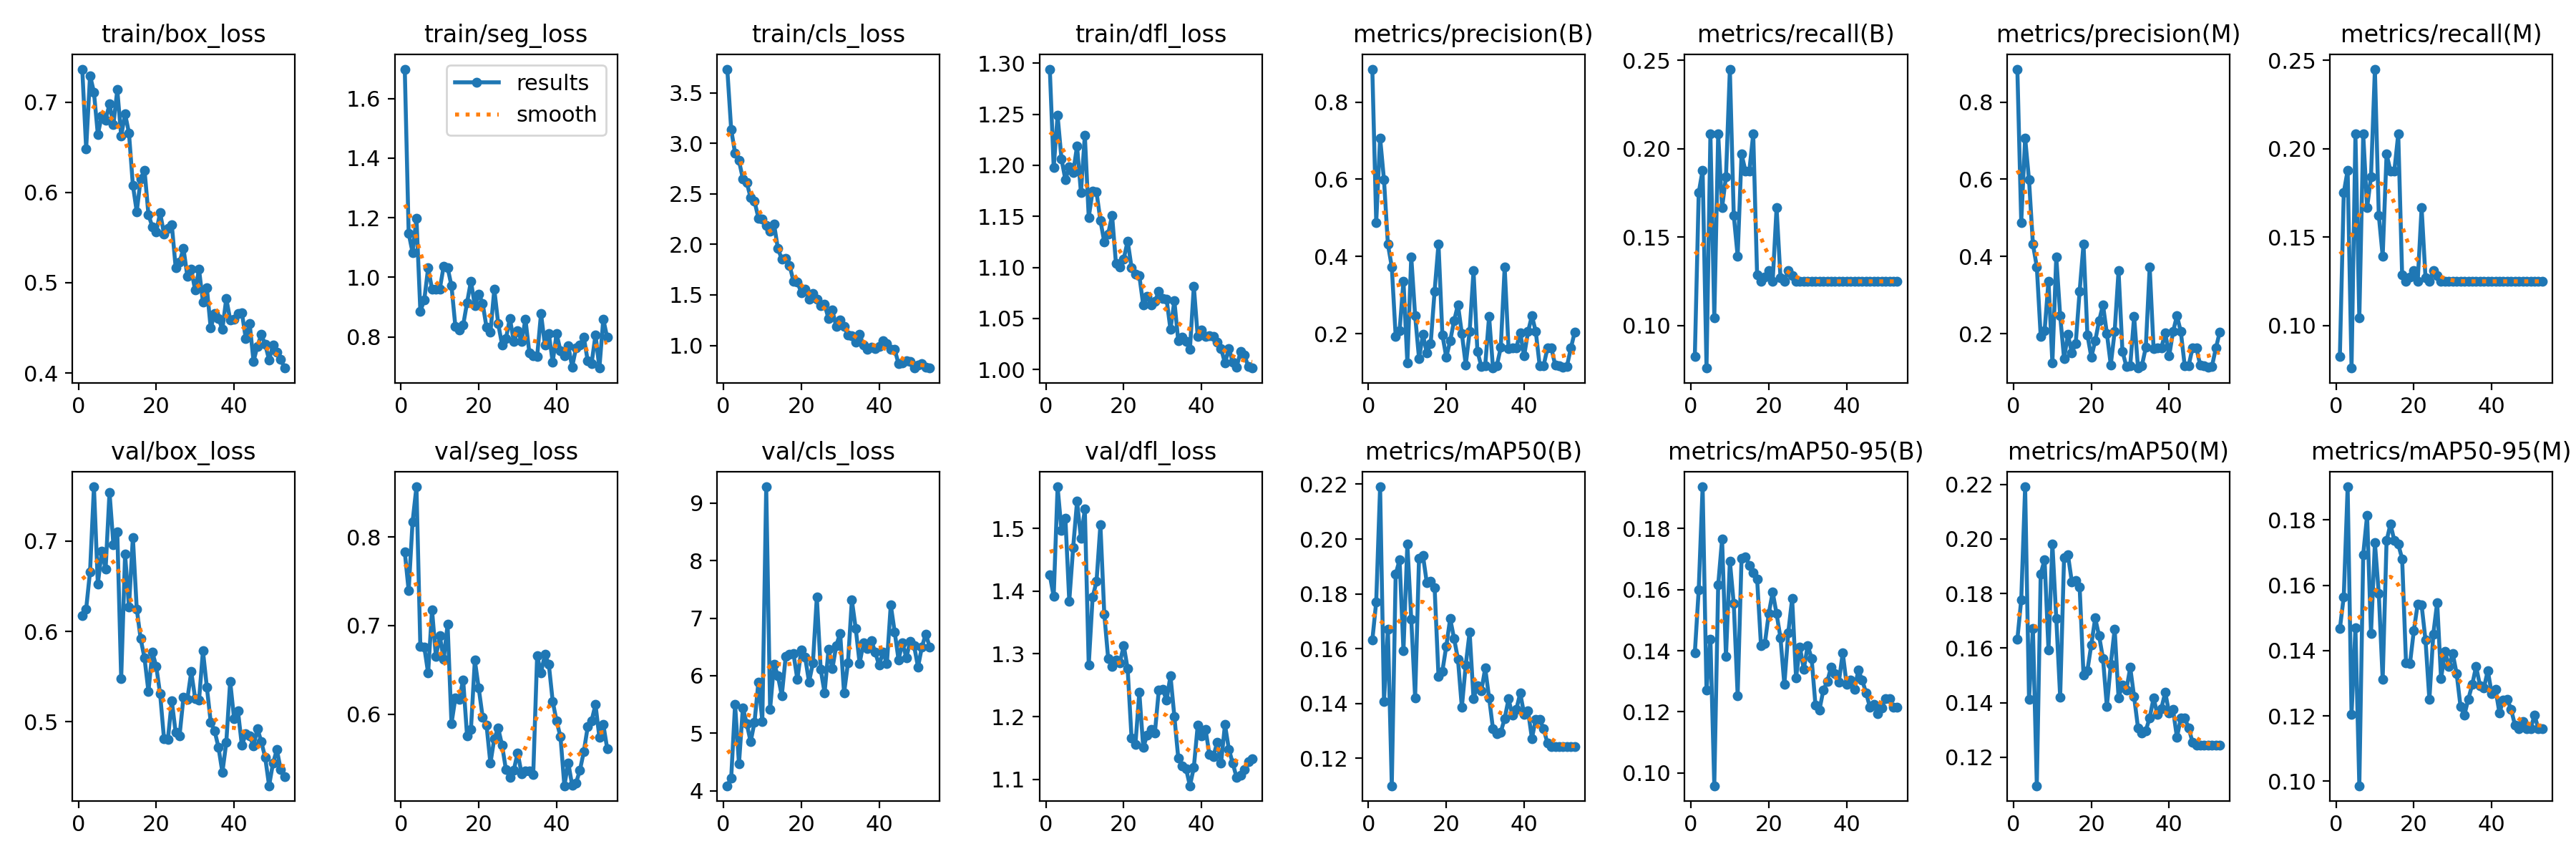 train/box_loss
0.7
0.6
0.5
0.4
0 20 40
train/seg_loss
results
smooth
1.6
1.4
1.2
1.0
0.8
0 20 40
train/cls_loss
3.5
3.0
2.5
2.0
1.5
1.0
0 20 40
train/dfl_loss
1.30
1.25
1.20
1.15
1.10
1.05
1.00
0 20 40
metrics/precision(B)
0.8
0.6
0.4
0.2
0 20 40
metrics/recall(B)
0.25
0.20
0.15
0.10
0 20 40
metrics/precision(M)
0.8
0.6
0.4
0.2
0 20 40
metrics/recall(M)
0.25
0.20
0.15
0.10
0 20 40
val/box_loss
0.7
0.6
0.5
0 20 40
val/seg_loss
0.8
0.7
0.6
0 20 40
val/cls_loss
9
8
7
6
5
4
0 20 40
val/dfl_loss
1.5
1.4
1.3
1.2
1.1
0 20 40
metrics/mAP50(B)
0.22
0.20
0.18
0.16
0.14
0.12
0 20 40
metrics/mAP50-95(B)
0.18
0.16
0.14
0.12
0.10
0 20 40
metrics/mAP50(M)
0.22
0.20
0.18
0.16
0.14
0.12
0 20 40
metrics/mAP50-95(M)
0.18
0.16
0.14
0.12
0.10
0 20 40